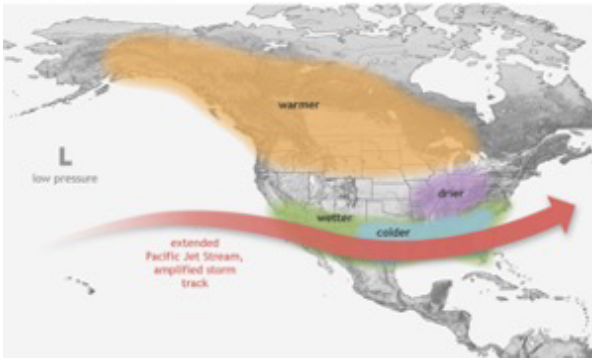 warmer
L
low pressure
drier
wetter
colder
extended
Pacific Jet Stream,
amplified storm
track